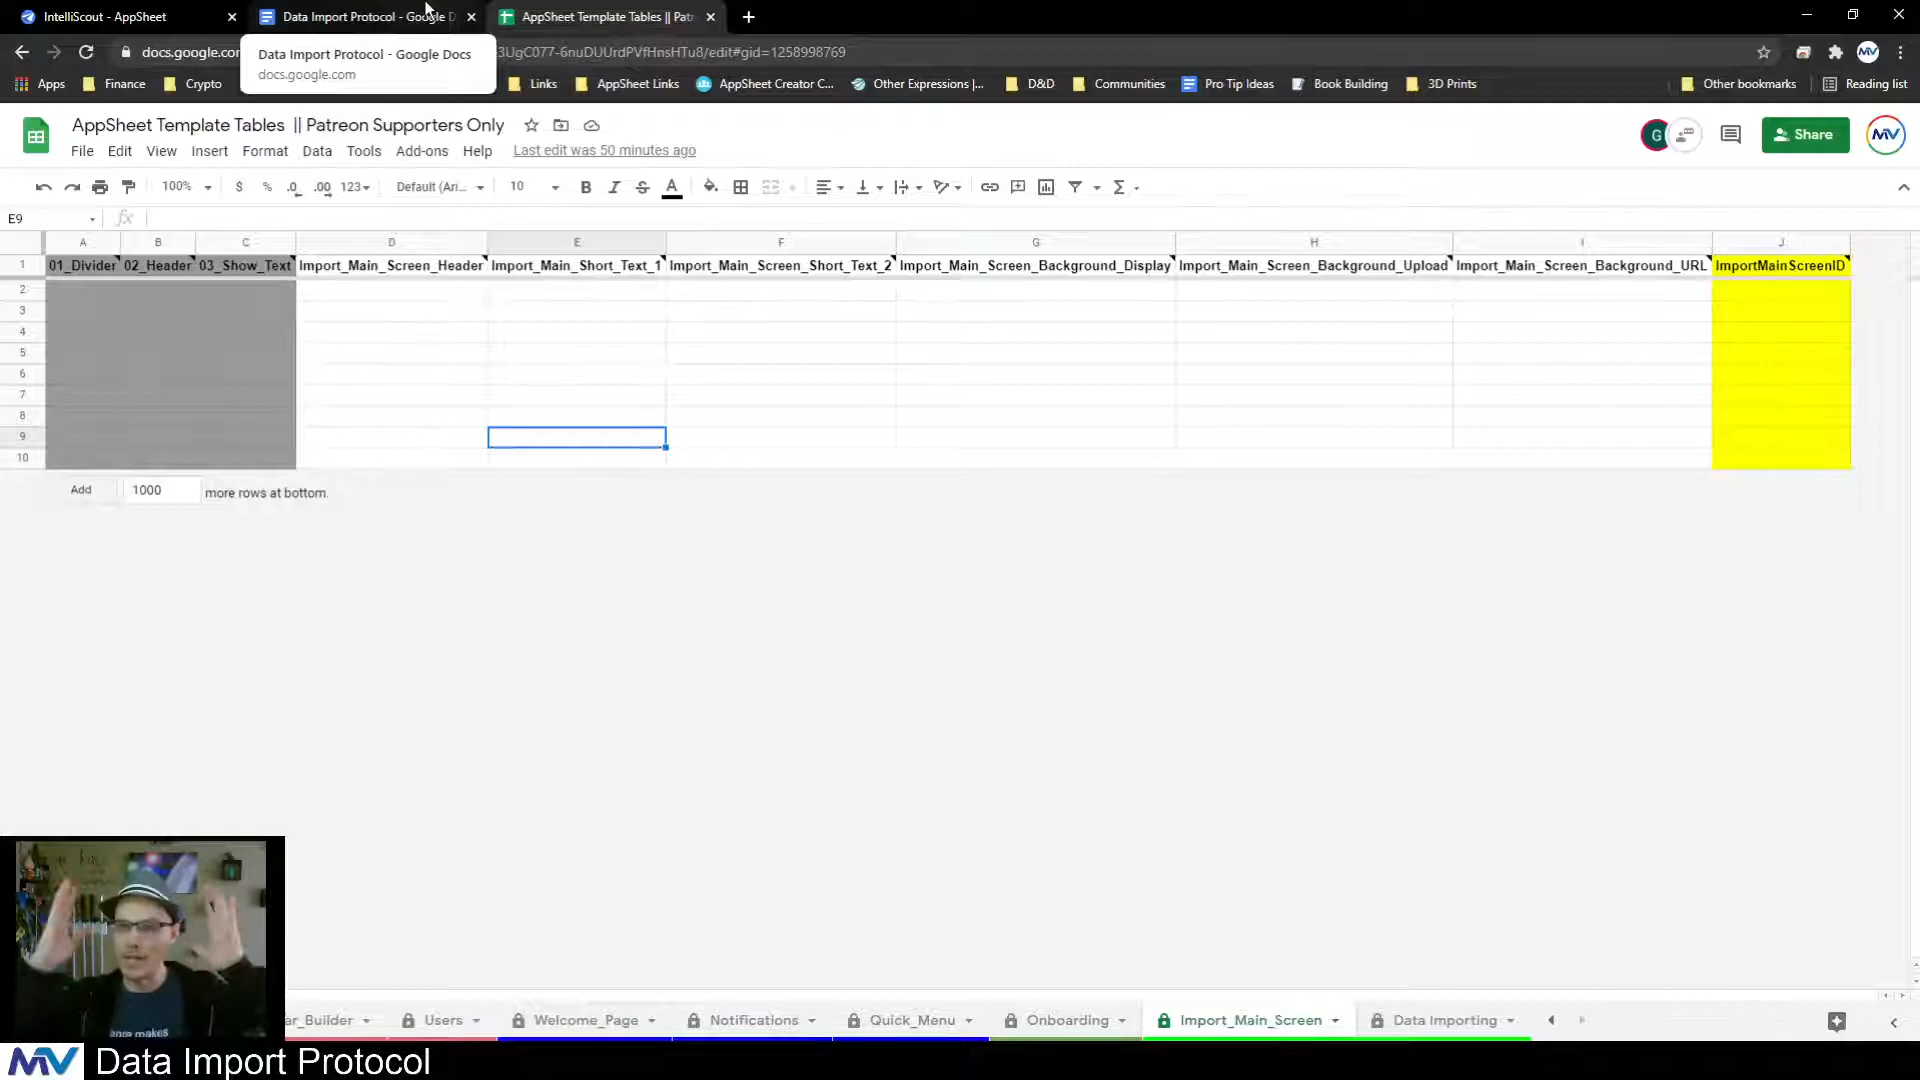 IntelliScout - AppSheet
Data Import Protocol - Google D
AppSheet Template Tables || Pat
docs.google.con
3UgC077-6nuDUUrdPVfHnsHTu8/edit#gid=1258998769
Data Import Protocol - Google Docs
docs.google.com
Apps
Finance
Crypto
Links
AppSheet Links
AppSheet Creator C...
Other Expressions |...
D&D
Communities
Pro Tip Ideas
Book Building
3D Prints
Other bookmarks
Reading list
AppSheet Template Tables || Patreon Supporters Only
G
Share
MV
File Edit View Insert Format Data Tools Add-ons Help Last edit was 50 minutes ago
100% $ % .0 .00 123 Default (Ari... 10 B I S A
E9 fx
A B C D E F G H I J
1 01_Divider 02_Header 03_Show_Text Import_Main_Screen_Header Import_Main_Short_Text_1 Import_Main_Screen_Short_Text_2 Import_Main_Screen_Background_Display Import_Main_Screen_Background_Upload Import_Main_Screen_Background_URL ImportMainScreenID
2
3
4
5
6
7
8
9
10
Add 1000 more rows at bottom.
ence makes
ar_Builder Users Welcome_Page Notifications Quick_Menu Onboarding Import_Main_Screen Data Importing
MV Data Import Protocol